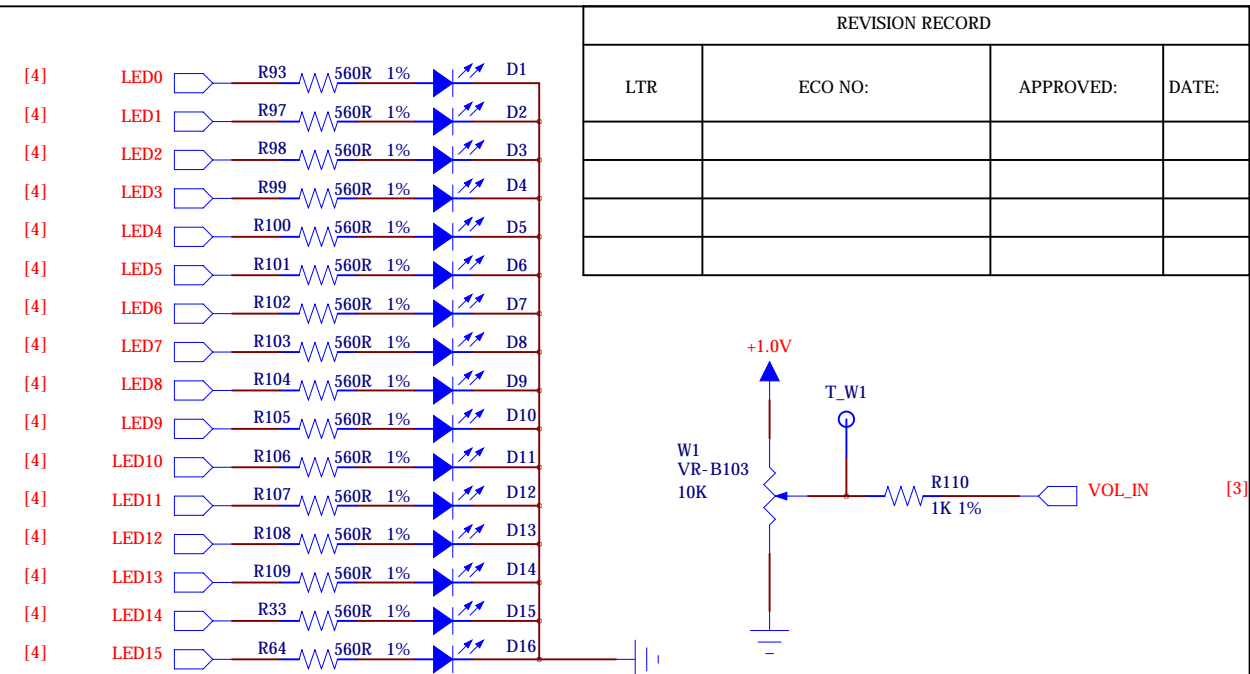 REVISION RECORD
LTR ECO NO: APPROVED: DATE:
[4] LED0 R93 560R 1% D1
[4] LED1 R97 560R 1% D2
[4] LED2 R98 560R 1% D3
[4] LED3 R99 560R 1% D4
[4] LED4 R100 560R 1% D5
[4] LED5 R101 560R 1% D6
[4] LED6 R102 560R 1% D7
[4] LED7 R103 560R 1% D8
[4] LED8 R104 560R 1% D9
[4] LED9 R105 560R 1% D10
[4] LED10 R106 560R 1% D11
[4] LED11 R107 560R 1% D12
[4] LED12 R108 560R 1% D13
[4] LED13 R109 560R 1% D14
[4] LED14 R33 560R 1% D15
[4] LED15 R64 560R 1% D16
+1.0V
T_W1
W1
VR-B103
10K
R110
1K 1%
VOL_IN [3]